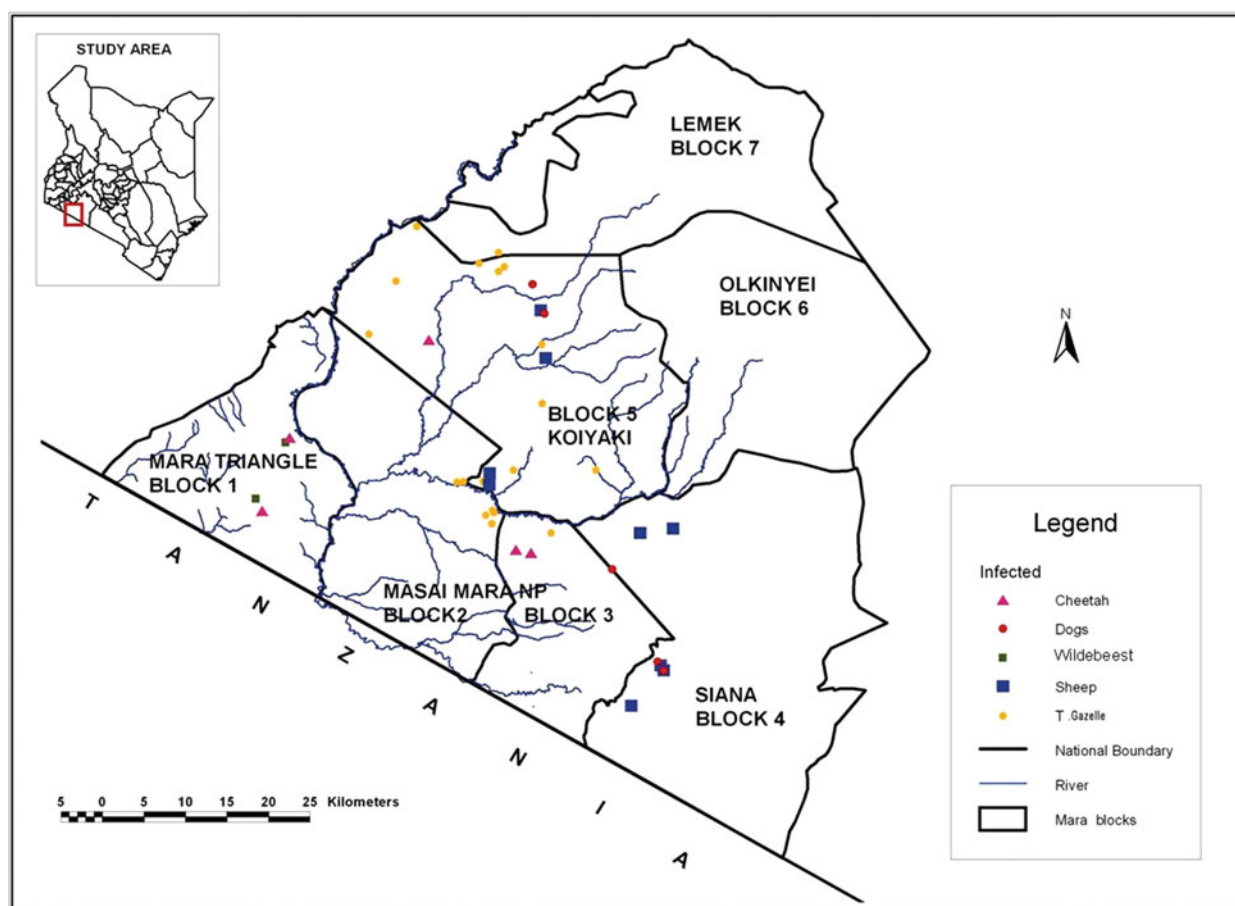 STUDY AREA
LEMEK
BLOCK 7
OLKINYEI
BLOCK 6
N
BLOCK 5
KOIYAKI
MARA TRIANGLE
BLOCK 1
MASAI MARA NP
BLOCK2
BLOCK 3
SIANA
BLOCK 4
T A N Z A N I A
5 0 5 10 15 20 25 Kilometers
Legend
Infected
Cheetah
Dogs
Wildebeest
Sheep
T .Gazelle
National Boundary
River
Mara blocks